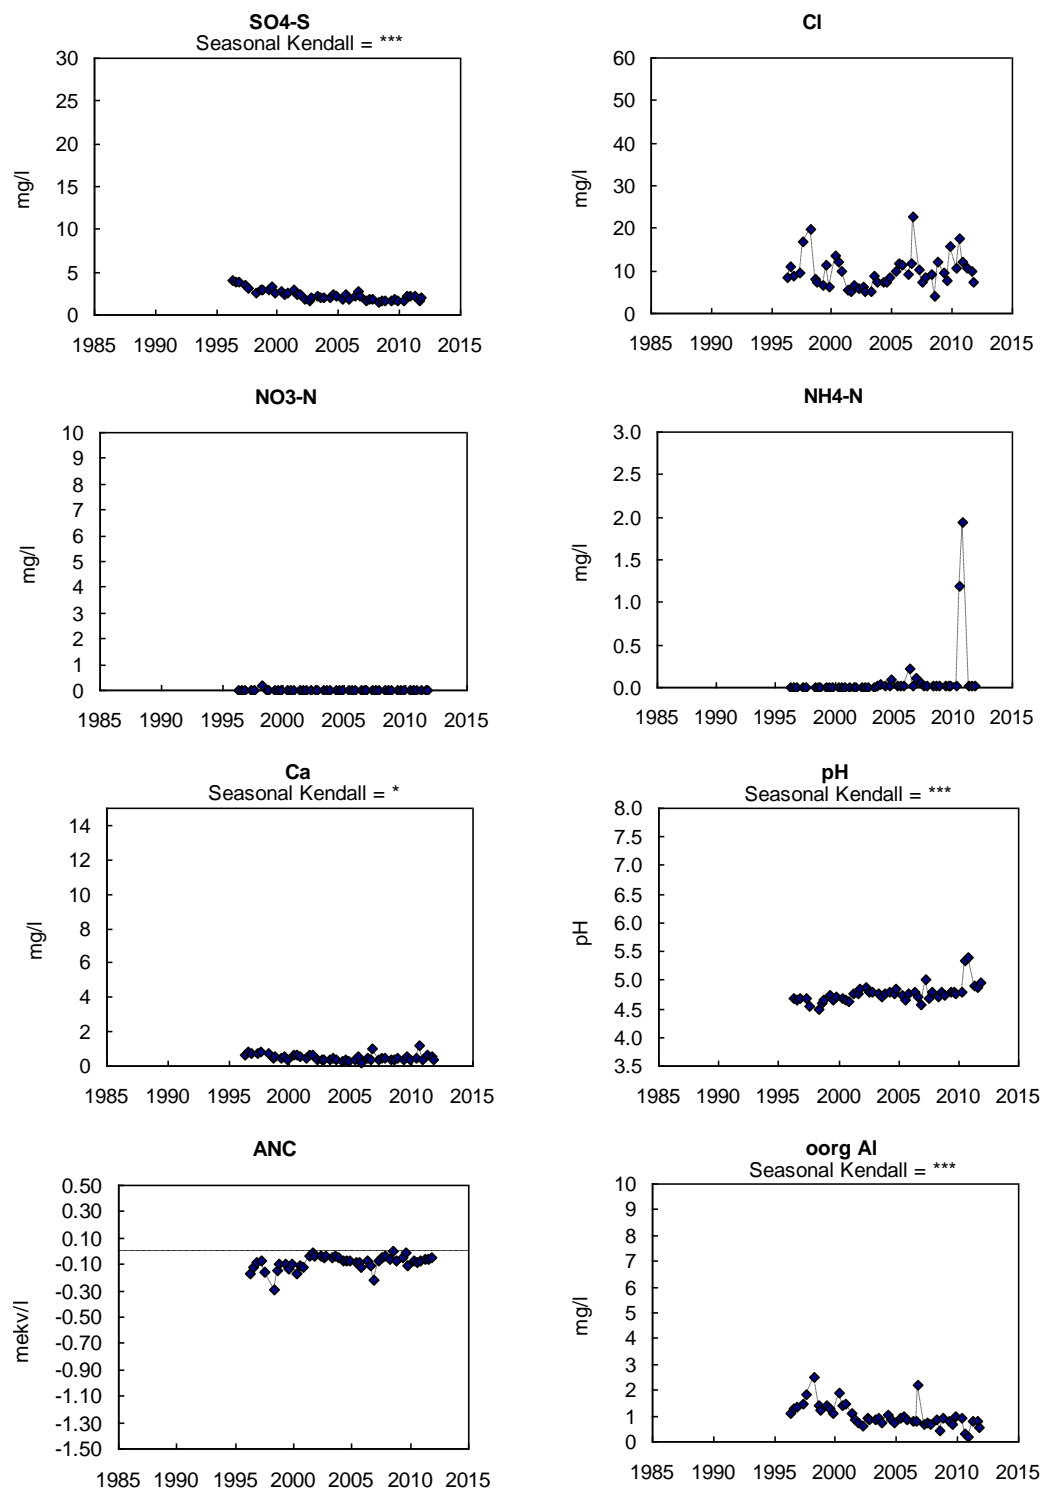 SO4-S
Seasonal Kendall = ***
30
25
20
15
10
5
0
mg/l
1985 1990 1995 2000 2005 2010 2015
Cl
60
50
40
30
20
10
0
mg/l
1985 1990 1995 2000 2005 2010 2015
NO3-N
10
9
8
7
6
5
4
3
2
1
0
mg/l
1985 1990 1995 2000 2005 2010 2015
NH4-N
3.0
2.5
2.0
1.5
1.0
0.5
0.0
mg/l
1985 1990 1995 2000 2005 2010 2015
Ca
Seasonal Kendall = *
14
12
10
8
6
4
2
0
mg/l
1985 1990 1995 2000 2005 2010 2015
pH
Seasonal Kendall = ***
8.0
7.5
7.0
6.5
6.0
5.5
5.0
4.5
4.0
3.5
pH
1985 1990 1995 2000 2005 2010 2015
ANC
0.50
0.30
0.10
-0.10
-0.30
-0.50
-0.70
-0.90
-1.10
-1.30
-1.50
mekv/l
1985 1990 1995 2000 2005 2010 2015
oorg Al
Seasonal Kendall = ***
10
9
8
7
6
5
4
3
2
1
0
mg/l
1985 1990 1995 2000 2005 2010 2015